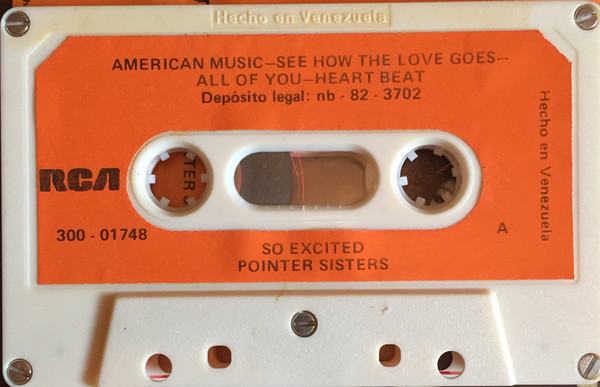 Hecho en Venezuela
AMERICAN MUSIC—SEE HOW THE LOVE GOES—
ALL OF YOU—HEART BEAT
Depósito legal: nb - 82 - 3702
Hecho en Venezuela
RCA
TER
300 - 01748
A
SO EXCITED
POINTER SISTERS